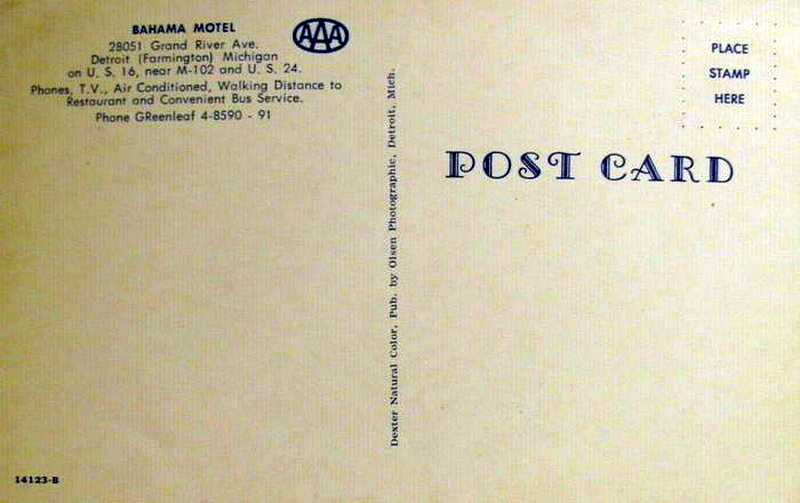 BAHAMA MOTEL
28051 Grand River Ave.
Detroit (Farmington) Michigan
on U. S. 16, near M-102 and U. S. 24.
Phones, T.V., Air Conditioned, Walking Distance to
Restaurant and Convenient Bus Service.
Phone GReenleaf 4-8590 - 91
AAA
PLACE
STAMP
HERE
POST CARD
Dexter Natural Color, Pub. by Olsen Photographic, Detroit, Mich.
14123-B